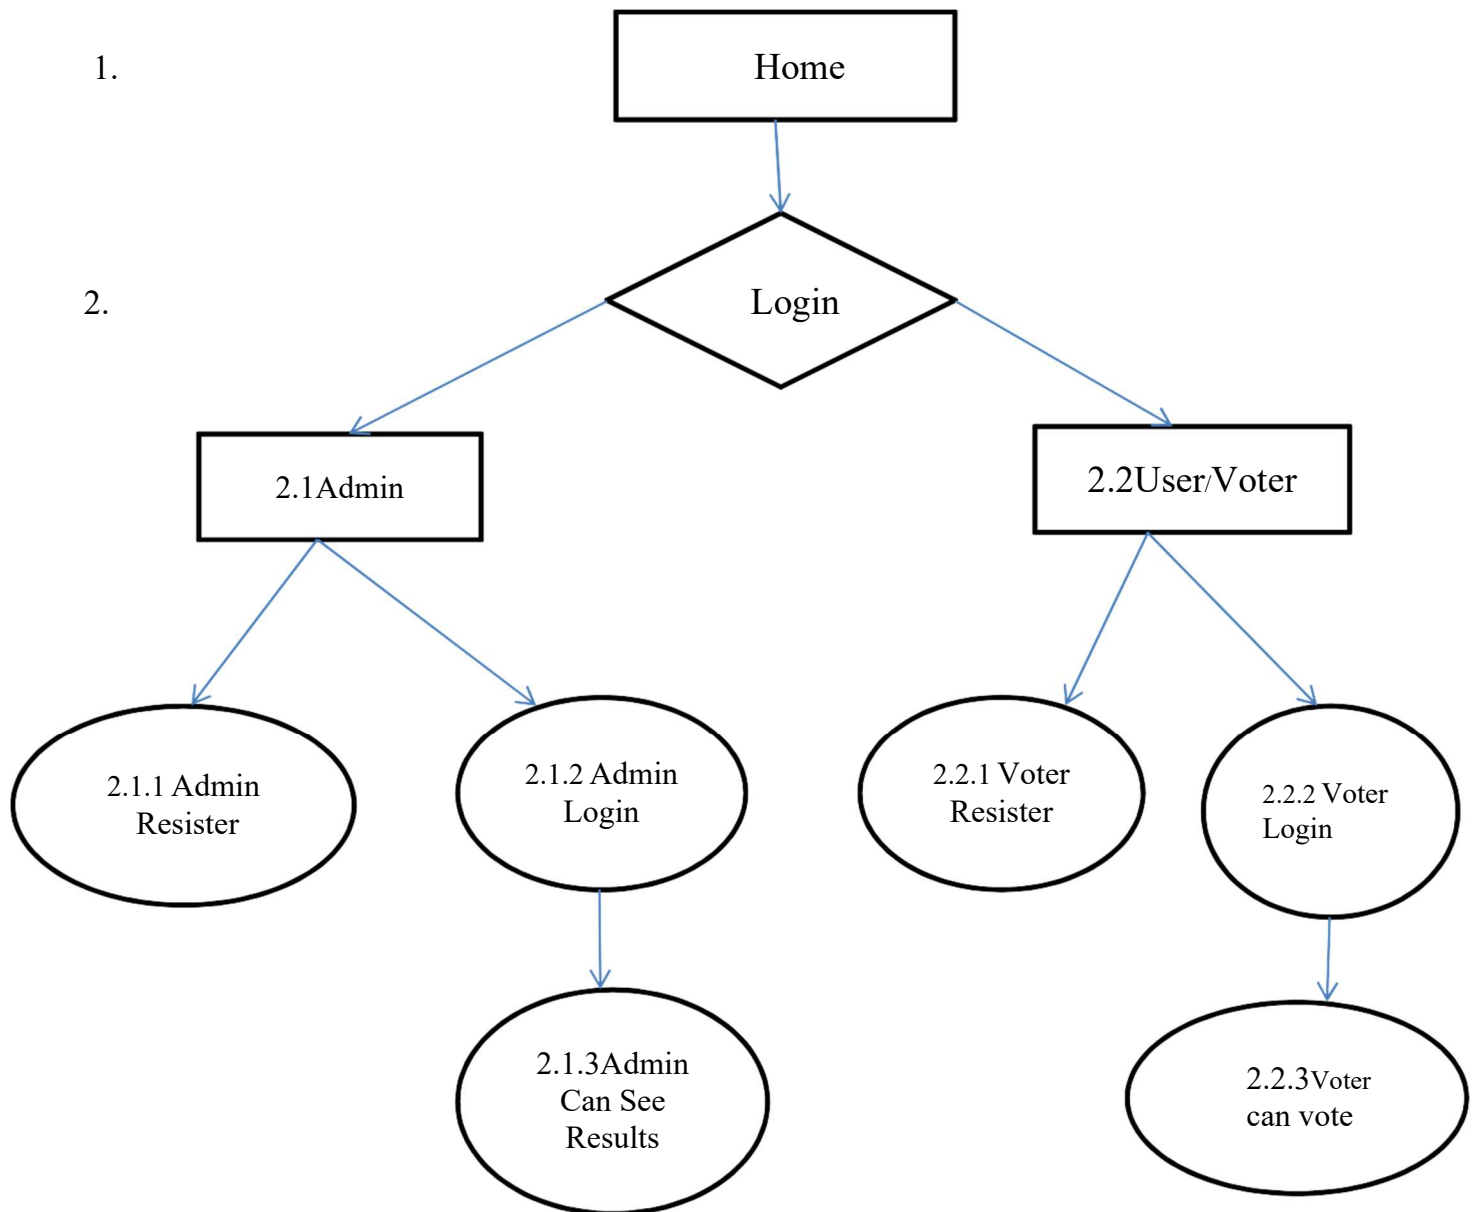 1.
Home
2.
Login
2.1Admin
2.2User/Voter
2.1.1 Admin
Resister
2.1.2 Admin
Login
2.2.1 Voter
Resister
2.2.2 Voter
Login
2.1.3Admin
Can See
Results
2.2.3Voter
can vote